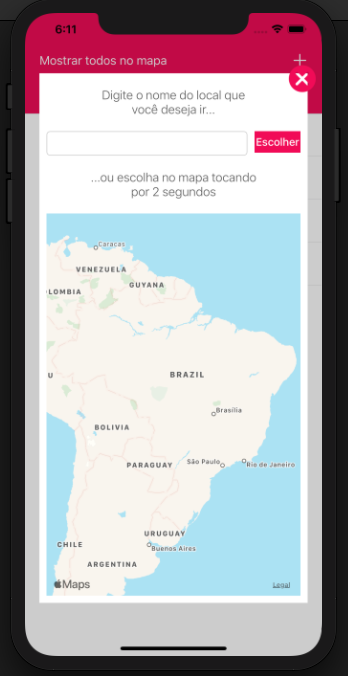 6:11
Mostrar todos no mapa
Digite o nome do local que
você deseja ir...
Escolher
...ou escolha no mapa tocando
por 2 segundos
Caracas
VENEZUELA
GUYANA
LOMBIA
BRAZIL
U
Brasília
BOLIVIA
PARAGUAY
São Paulo
Rio de Janeiro
URUGUAY
CHILE
Buenos Aires
ARGENTINA
Maps
Legal